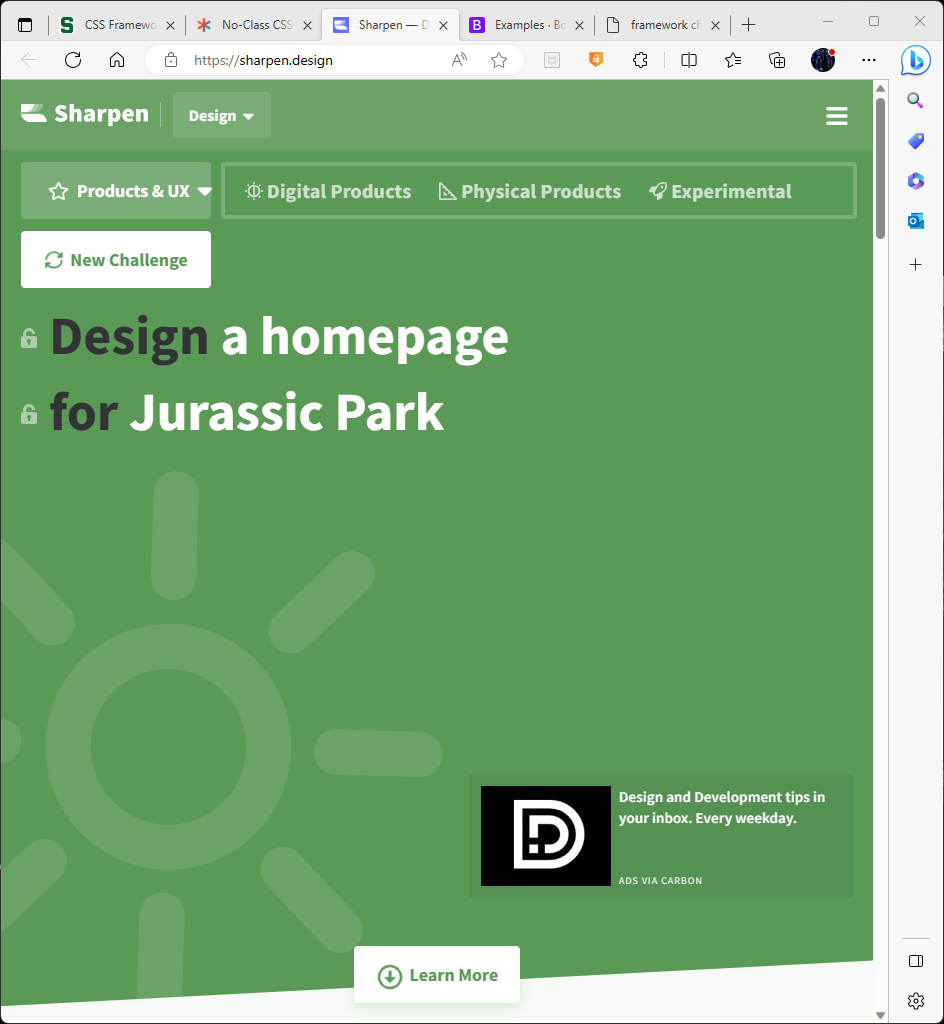 CSS Framewo
No-Class CSS
Sharpen — D
Examples · Bo
framework ch
https://sharpen.design
Sharpen
Design
Products & UX
Digital Products
Physical Products
Experimental
New Challenge
Design a homepage
for Jurassic Park
Design and Development tips in
your inbox. Every weekday.
ADS VIA CARBON
Learn More